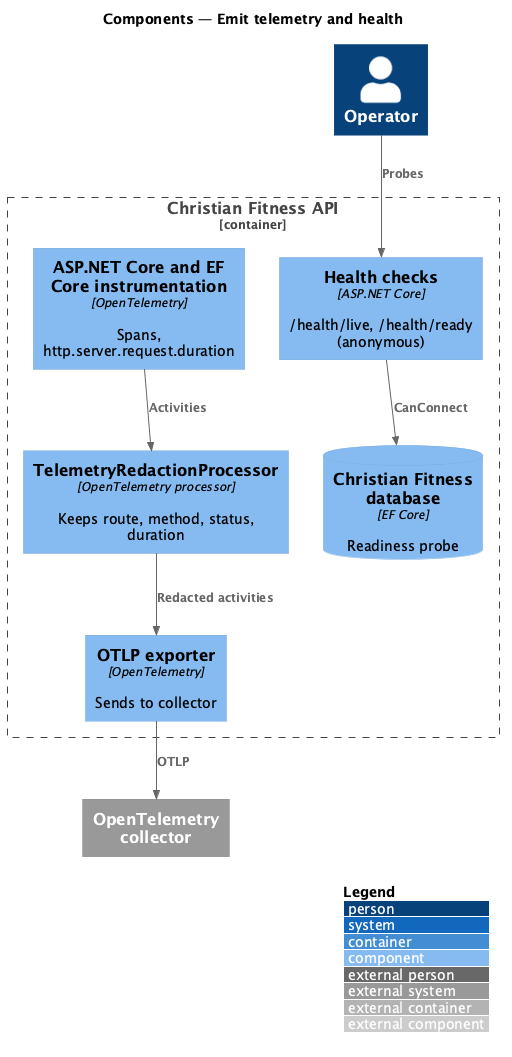 Components — Emit telemetry and health
Operator
Probes
Christian Fitness API
[container]
ASP.NET Core and EF
Core instrumentation
[OpenTelemetry]
Spans,
http.server.request.duration
Health checks
[ASP.NET Core]
/health/live, /health/ready
(anonymous)
Activities
CanConnect
TelemetryRedactionProcessor
[OpenTelemetry processor]
Keeps route, method, status,
duration
Christian Fitness
database
[EF Core]
Readiness probe
Redacted activities
OTLP exporter
[OpenTelemetry]
Sends to collector
OTLP
OpenTelemetry
collector
Legend
person
system
container
component
external person
external system
external container
external component